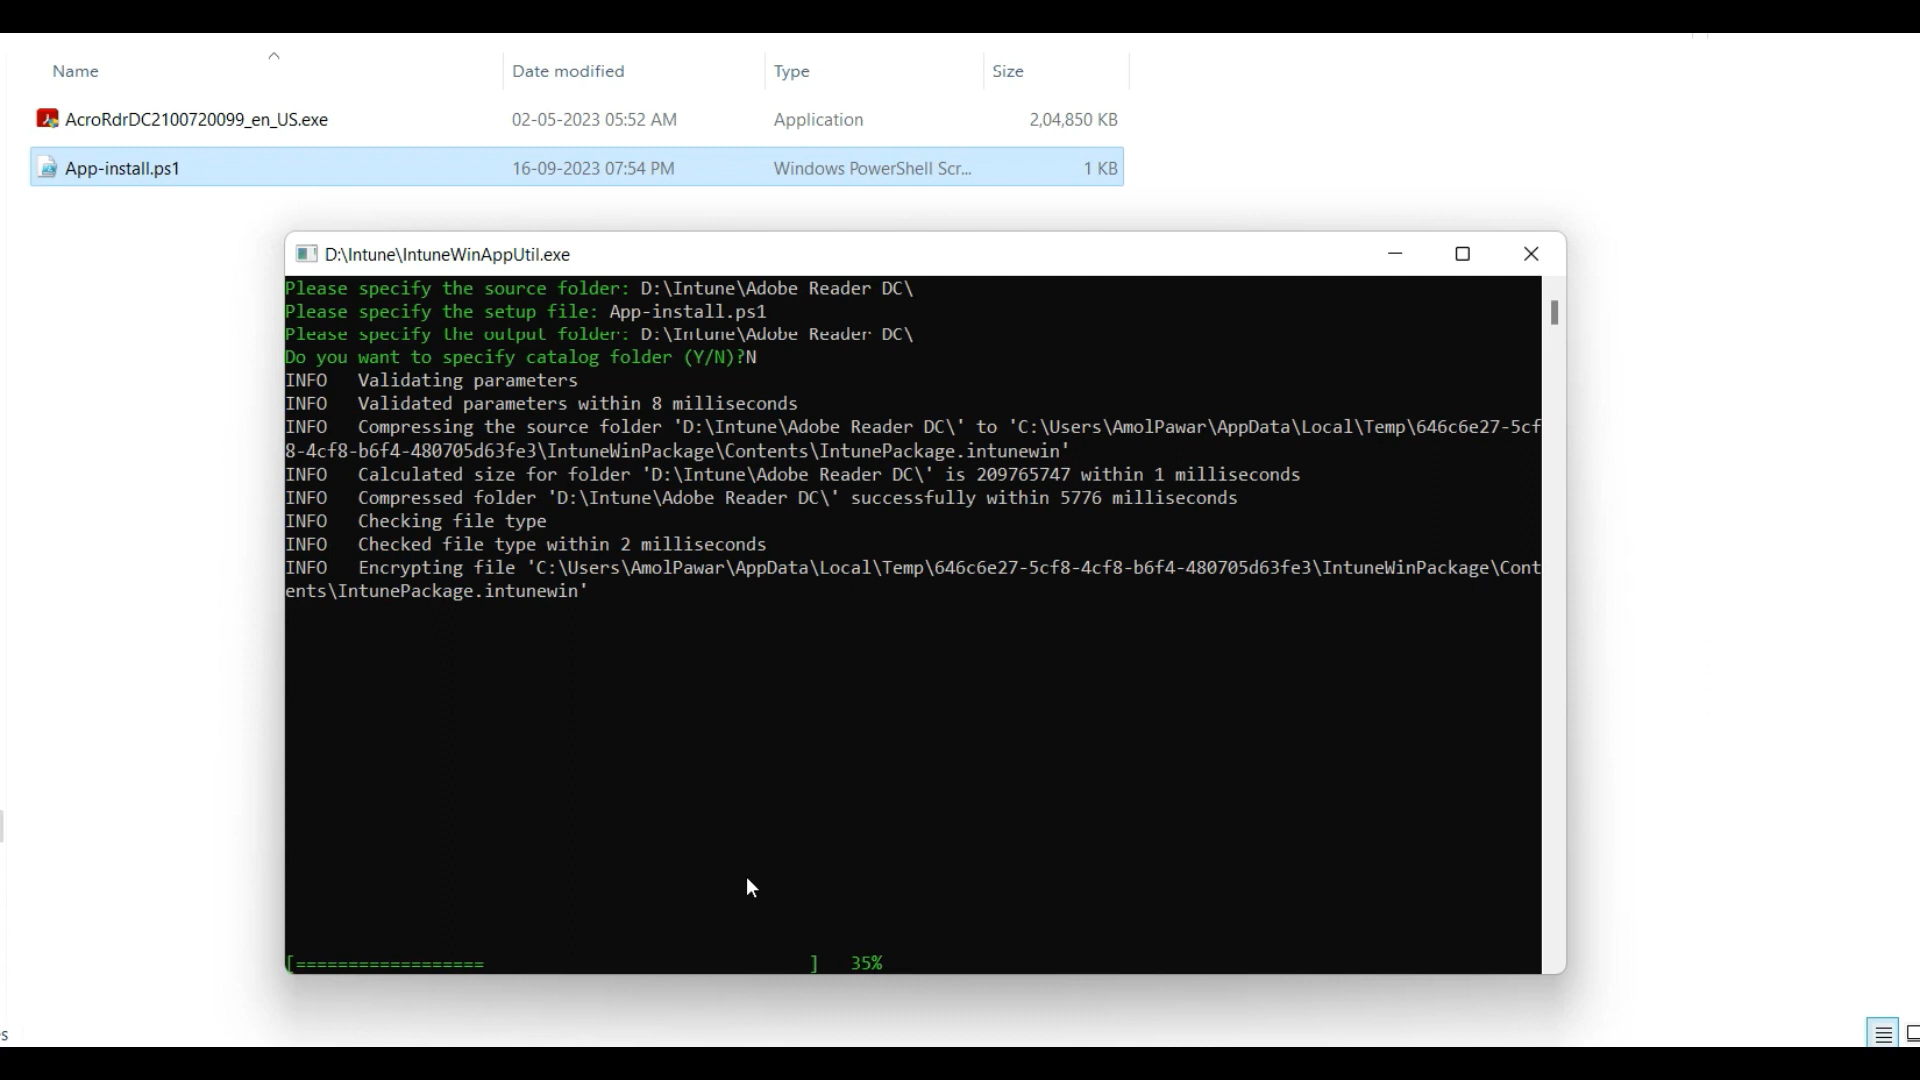 Name Date modified Type Size
AcroRdrDC2100720099_en_US.exe 02-05-2023 05:52 AM Application 2,04,850 KB
App-install.ps1 16-09-2023 07:54 PM Windows PowerShell Scr... 1 KB
D:\Intune\IntuneWinAppUtil.exe
Please specify the source folder: D:\Intune\Adobe Reader DC\
Please specify the setup file: App-install.ps1
Please specify the output folder: D:\Intune\Adobe Reader DC\
Do you want to specify catalog folder (Y/N)?N
INFO Validating parameters
INFO Validated parameters within 8 milliseconds
INFO Compressing the source folder 'D:\Intune\Adobe Reader DC\' to 'C:\Users\AmolPawar\AppData\Local\Temp\646c6e27-5cf
8-4cf8-b6f4-480705d63fe3\IntuneWinPackage\Contents\IntunePackage.intunewin'
INFO Calculated size for folder 'D:\Intune\Adobe Reader DC\' is 209765747 within 1 milliseconds
INFO Compressed folder 'D:\Intune\Adobe Reader DC\' successfully within 5776 milliseconds
INFO Checking file type
INFO Checked file type within 2 milliseconds
INFO Encrypting file 'C:\Users\AmolPawar\AppData\Local\Temp\646c6e27-5cf8-4cf8-b6f4-480705d63fe3\IntuneWinPackage\Cont
ents\IntunePackage.intunewin'
[================== ] 35%